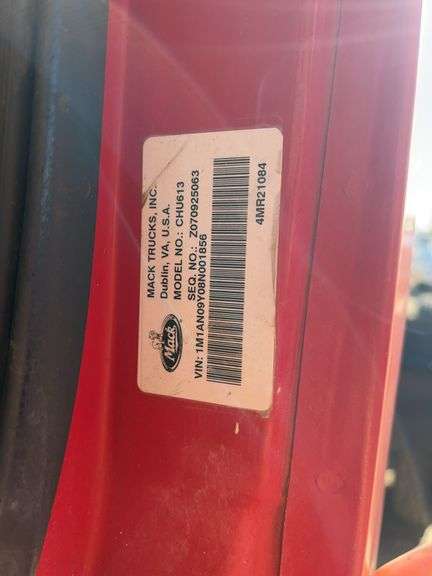 MACK TRUCKS, INC.
Dublin, VA, U.S.A.
MODEL NO.: CHU613
SEQ. NO.: Z070925063
VIN: 1M1AN09Y08N001856
4MR21084
Mack